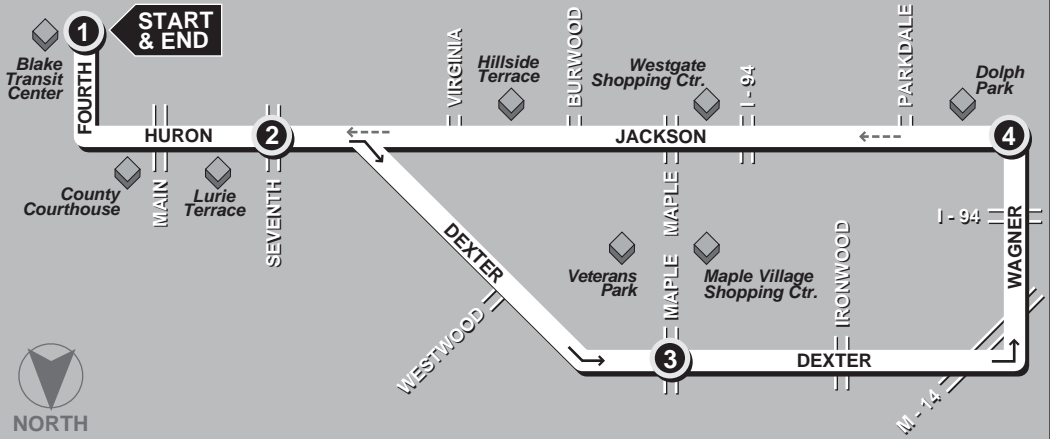 1
START
& END
Blake
Transit
Center
FOURTH
HURON
2
County
Courthouse
MAIN
Lurie
Terrace
SEVENTH
VIRGINIA
Hillside
Terrace
BURWOOD
Westgate
Shopping Ctr.
I - 94
JACKSON
PARKDALE
Dolph
Park
4
MAPLE
MAPLE
I - 94
WAGNER
DEXTER
WESTWOOD
Veterans
Park
Maple Village
Shopping Ctr.
IRONWOOD
3
DEXTER
M - 14
NORTH